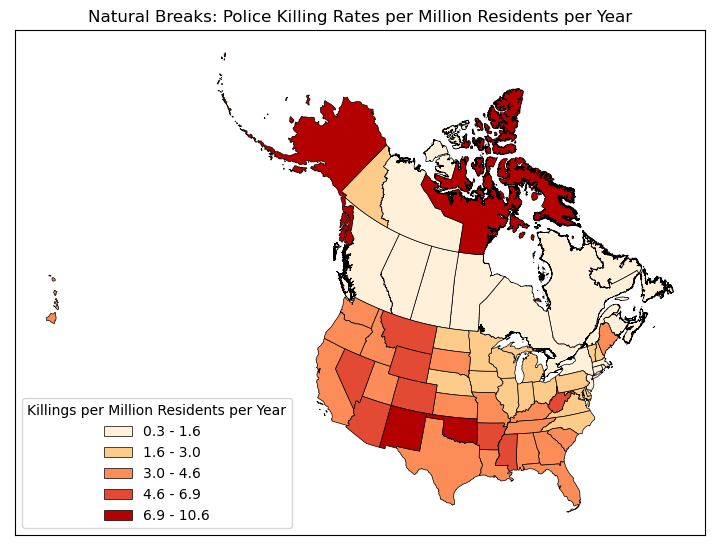 Natural Breaks: Police Killing Rates per Million Residents per Year
Killings per Million Residents per Year
0.3 - 1.6
1.6 - 3.0
3.0 - 4.6
4.6 - 6.9
6.9 - 10.6